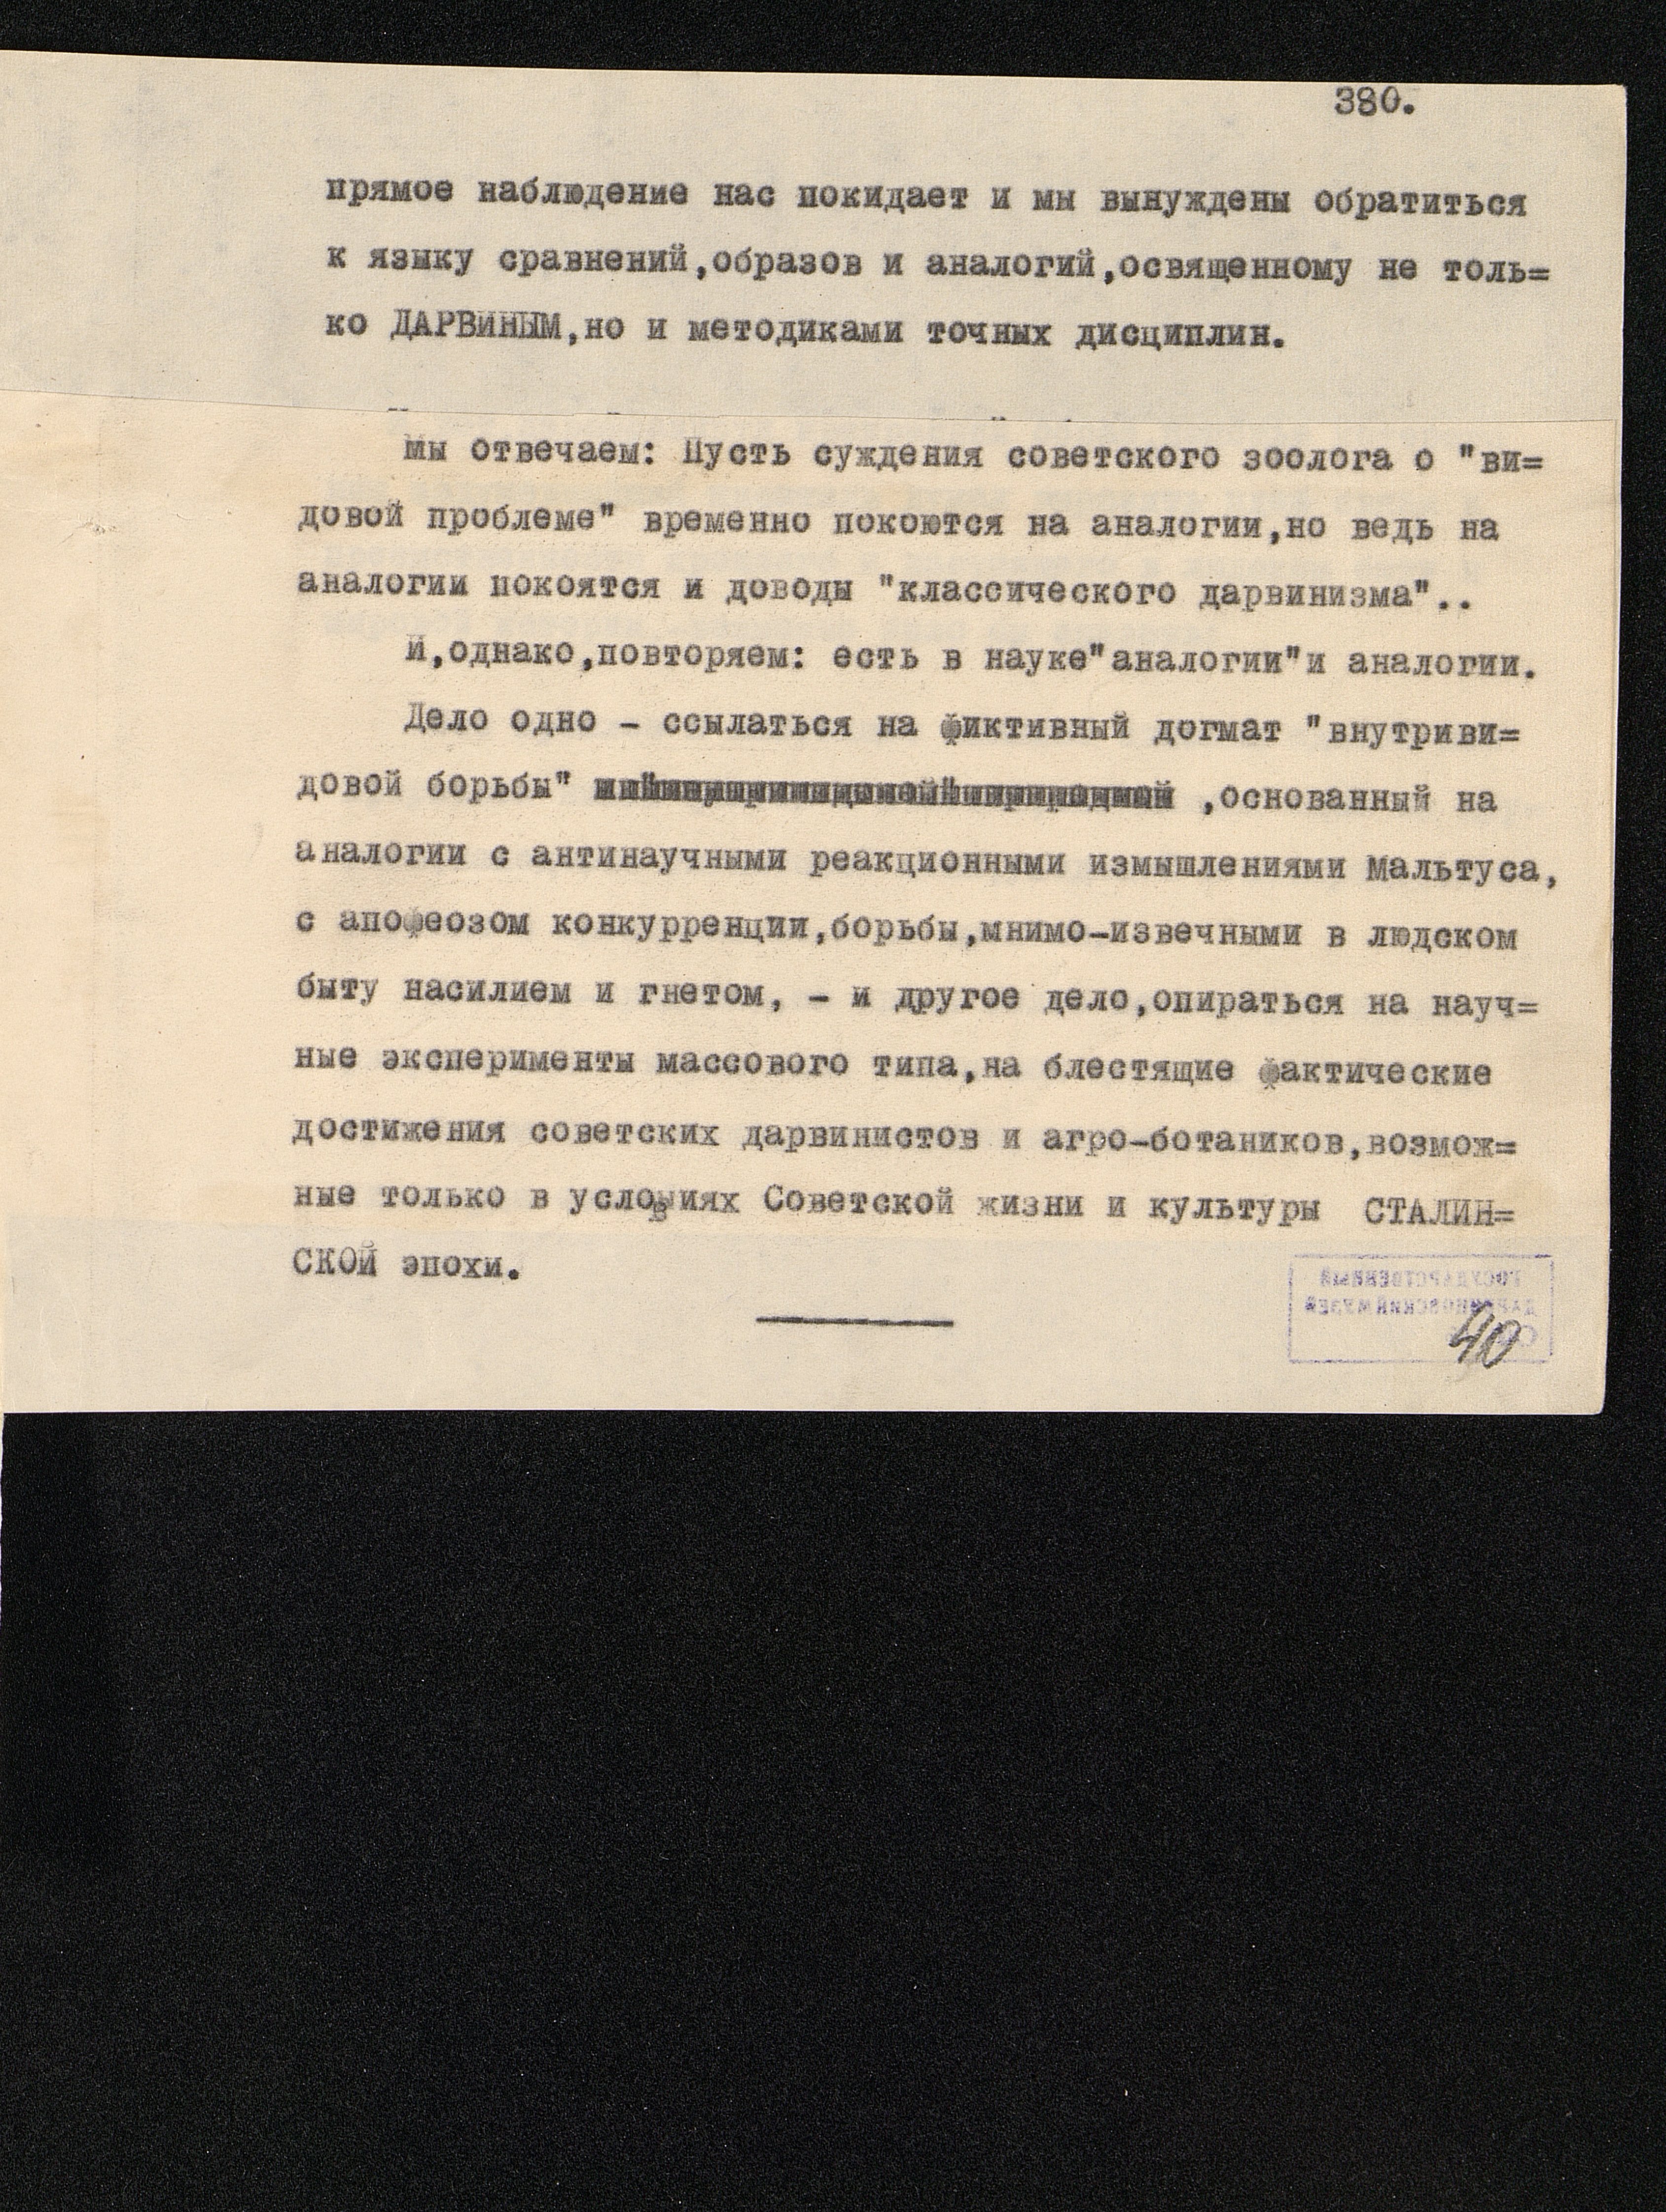 380.
прямое наблюдение нас покидает и мы вынуждены обратиться
к языку сравнений,образов и аналогий,освященному не толь=
ко ДАРВИНЫМ,но и методиками точных дисциплин.
Мы отвечаем: Пусть суждения советского зоолога о "ви=
довой проблеме" временно покоются на аналогии,но ведь на
аналогии покоятся и доводы "классического дарвинизма"..
И,однако,повторяем: есть в науке"аналогии"и аналогии.
Дело одно – ссылаться на фиктивный догмат "внутриви=
довой борьбы" ,основанный на
аналогии с антинаучными реакционными измышлениями Мальтуса,
с апофеозом конкурренции,борьбы,мнимо-извечными в людском
быту насилием и гнетом, – и другое дело,опираться на науч=
ные эксперименты массового типа,на блестящие фактические
достижения советских дарвинистов и агро-ботаников,возмож=
ные только в условиях Советской жизни и культуры СТАЛИН=
СКОЙ эпохи.
ГОСУДАРСТВЕННЫЙ
ДАРВИНОВСКИЙ МУЗЕЙ
40